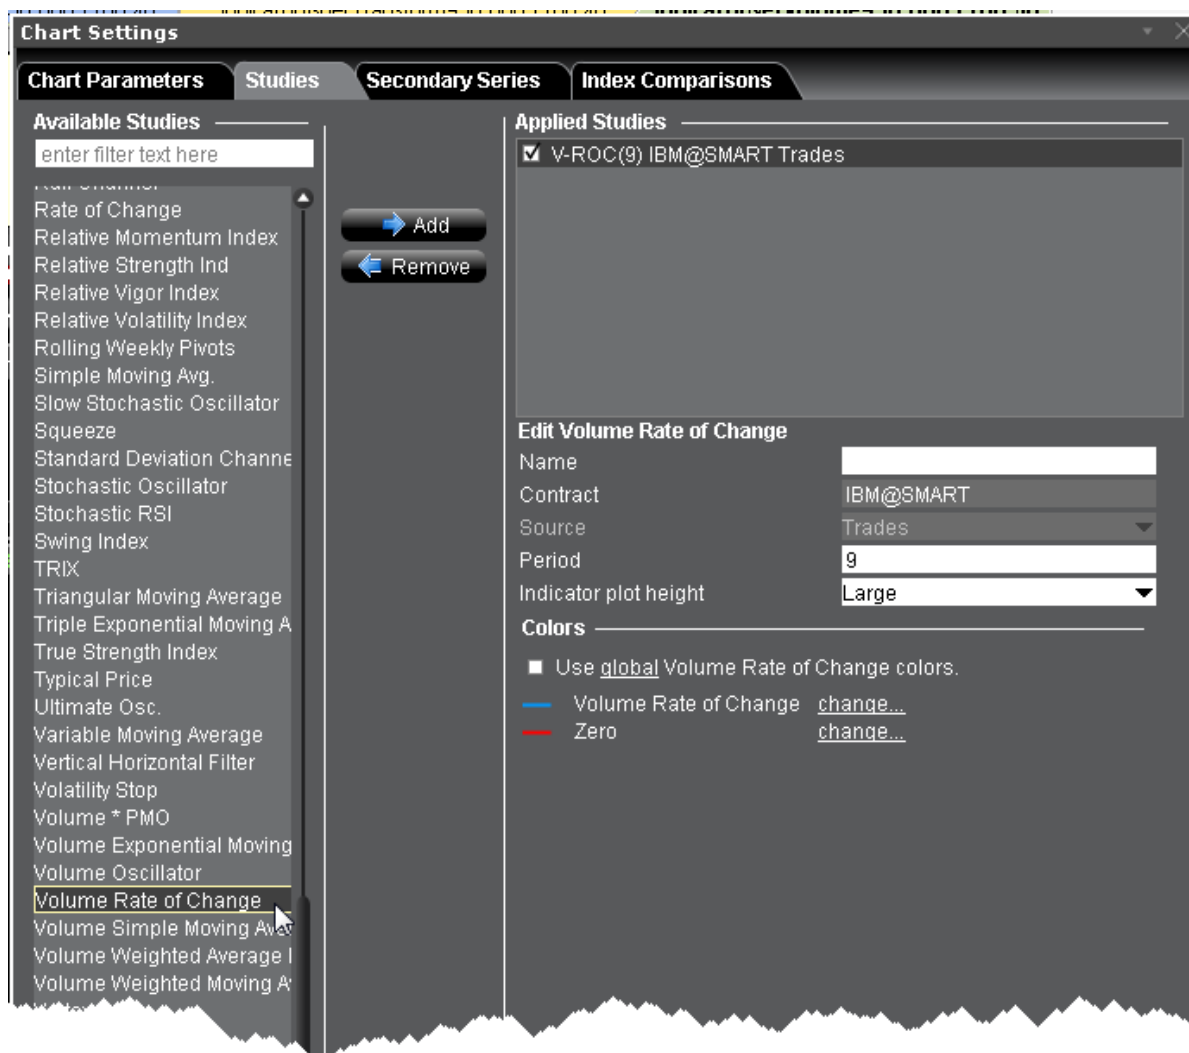 Chart Settings
Chart Parameters Studies Secondary Series Index Comparisons
Available Studies
enter filter text here
Rate of Change
Relative Momentum Index
Relative Strength Ind
Relative Vigor Index
Relative Volatility Index
Rolling Weekly Pivots
Simple Moving Avg.
Slow Stochastic Oscillator
Squeeze
Standard Deviation Channe
Stochastic Oscillator
Stochastic RSI
Swing Index
TRIX
Triangular Moving Average
Triple Exponential Moving A
True Strength Index
Typical Price
Ultimate Osc.
Variable Moving Average
Vertical Horizontal Filter
Volatility Stop
Volume * PMO
Volume Exponential Moving
Volume Oscillator
Volume Rate of Change
Volume Simple Moving Aver
Volume Weighted Average
Volume Weighted Moving A
Add
Remove
Applied Studies
V-ROC(9) IBM@SMART Trades
Edit Volume Rate of Change
Name
Contract IBM@SMART
Source Trades
Period 9
Indicator plot height Large
Colors
Use global Volume Rate of Change colors.
Volume Rate of Change change...
Zero change...